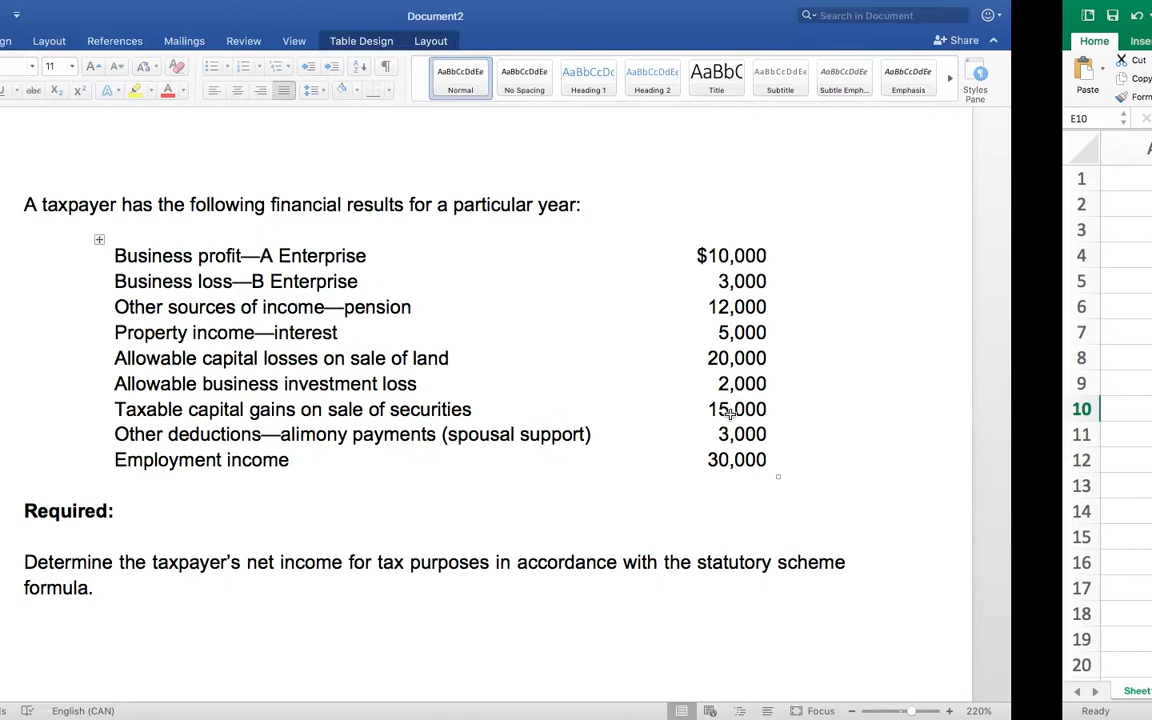 Document2
Search in Document
gn Layout References Mailings Review View Table Design Layout
Share
Home Inser
11
AaBbCcDdEe AaBbCcDdEe AaBbCcDc AaBbCcDdEe AaBbC AaBbCcDdEe AaBbCcDdEe AaBbCcDdEe
Normal No Spacing Heading 1 Heading 2 Title Subtitle Subtle Emph... Emphasis
Styles
Pane
Cut
Copy
Paste Form
E10
A
A taxpayer has the following financial results for a particular year:
Business profit—A Enterprise $10,000
Business loss—B Enterprise 3,000
Other sources of income—pension 12,000
Property income—interest 5,000
Allowable capital losses on sale of land 20,000
Allowable business investment loss 2,000
Taxable capital gains on sale of securities 15,000
Other deductions—alimony payments (spousal support) 3,000
Employment income 30,000
Required:
Determine the taxpayer's net income for tax purposes in accordance with the statutory scheme
formula.
1
2
3
4
5
6
7
8
9
10
11
12
13
14
15
16
17
18
19
20
Sheet1
English (CAN) Focus 220%
Ready